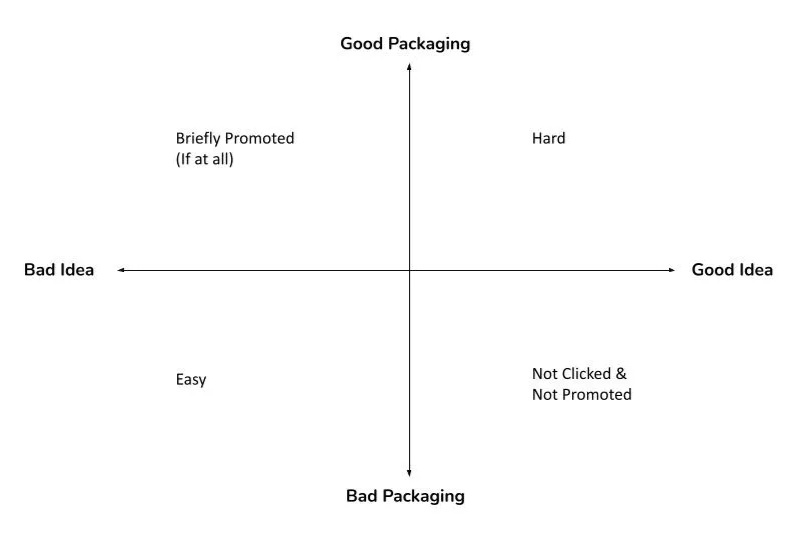 Good Packaging
Briefly Promoted
(If at all)
Hard
Bad Idea
Good Idea
Easy
Not Clicked &
Not Promoted
Bad Packaging